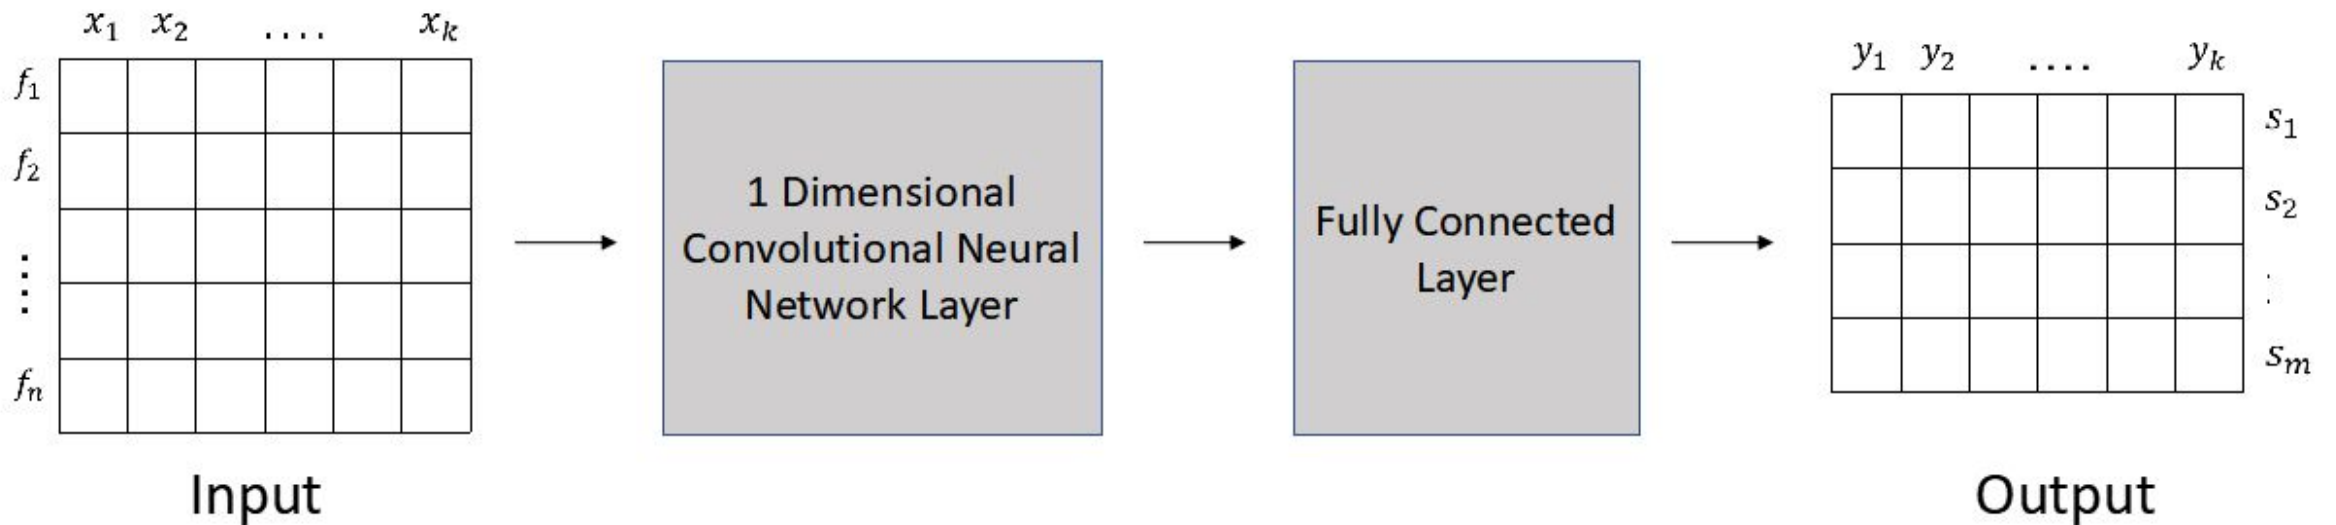 x₁ x₂ .... xₖ
f₁
f₂
⋮
fₙ
Input
1 Dimensional
Convolutional Neural
Network Layer
Fully Connected
Layer
y₁ y₂ .... yₖ
s₁
s₂
:
sₘ
Output